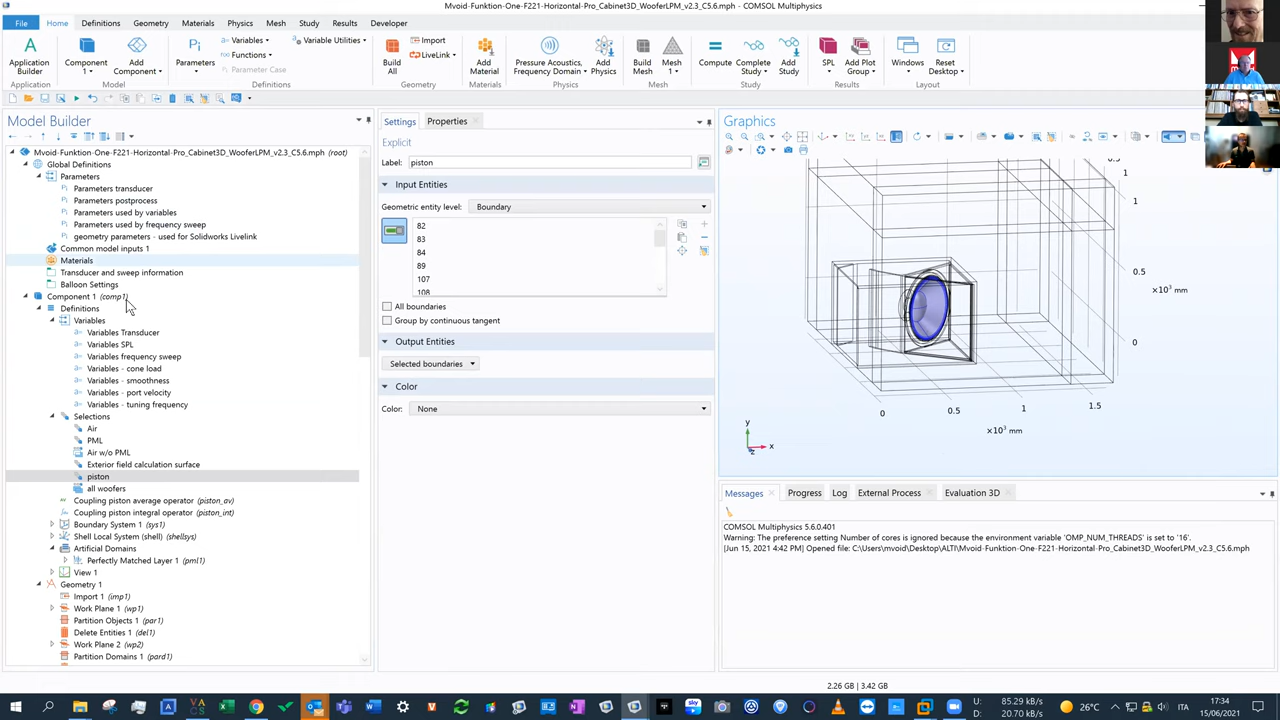 Mvoid-Funktion-One-F221-Horizontal-Pro_Cabinet3D_WooferLPM_v2.3_C5.6.mph - COMSOL Multiphysics
File Home Definitions Geometry Materials Physics Mesh Study Results Developer
Application Builder
Application
Component 1
Add Component
Model
Parameters
Variables
Functions
Parameter Case
Variable Utilities
Definitions
Build All
Import
LiveLink
Geometry
Add Material
Materials
Pressure Acoustics, Frequency Domain
Add Physics
Physics
Build Mesh
Mesh 1
Mesh
Compute
Complete Study
Add Study
Study
SPL
Add Plot Group
Results
Windows
Reset Desktop
Layout
Model Builder
Mvoid-Funktion-One-F221-Horizontal-Pro_Cabinet3D_WooferLPM_v2.3_C5.6.mph (root)
Global Definitions
Parameters
Parameters transducer
Parameters postprocess
Parameters used by variables
Parameters used by frequency sweep
geometry parameters - used for Solidworks Livelink
Common model inputs 1
Materials
Transducer and sweep information
Balloon Settings
Component 1 (comp1)
Definitions
Variables
Variables Transducer
Variables SPL
Variables frequency sweep
Variables - cone load
Variables - smoothness
Variables - port velocity
Variables - tuning frequency
Selections
Air
PML
Air w/o PML
Exterior field calculation surface
piston
all woofers
Coupling piston average operator (piston_av)
Coupling piston integral operator (piston_int)
Boundary System 1 (sys1)
Shell Local System (shell) (shellsys)
Artificial Domains
Perfectly Matched Layer 1 (pml1)
View 1
Geometry 1
Import 1 (imp1)
Work Plane 1 (wp1)
Partition Objects 1 (par1)
Delete Entities 1 (del1)
Work Plane 2 (wp2)
Partition Domains 1 (pard1)
Settings Properties
Explicit
Label: piston
Input Entities
Geometric entity level: Boundary
82
83
84
89
107
108
All boundaries
Group by continuous tangent
Output Entities
Selected boundaries
Color
Color: None
Graphics
1
1
0.5
×10³ mm
0
0 0.5 1 1.5
×10³ mm
y
x
z
Messages Progress Log External Process Evaluation 3D
COMSOL Multiphysics 5.6.0.401
Warning: The preference setting Number of cores is ignored because the environment variable 'OMP_NUM_THREADS' is set to '16'.
[Jun 15, 2021 4:42 PM] Opened file: C:\Users\mvoid\Desktop\ALTI\Mvoid-Funktion-One-F221-Horizontal-Pro_Cabinet3D_WooferLPM_v2.3_C5.6.mph
2.26 GB | 3.42 GB
U: 85.29 kB/s
D: 20.70 kB/s
26°C
ITA
17:34
15/06/2021